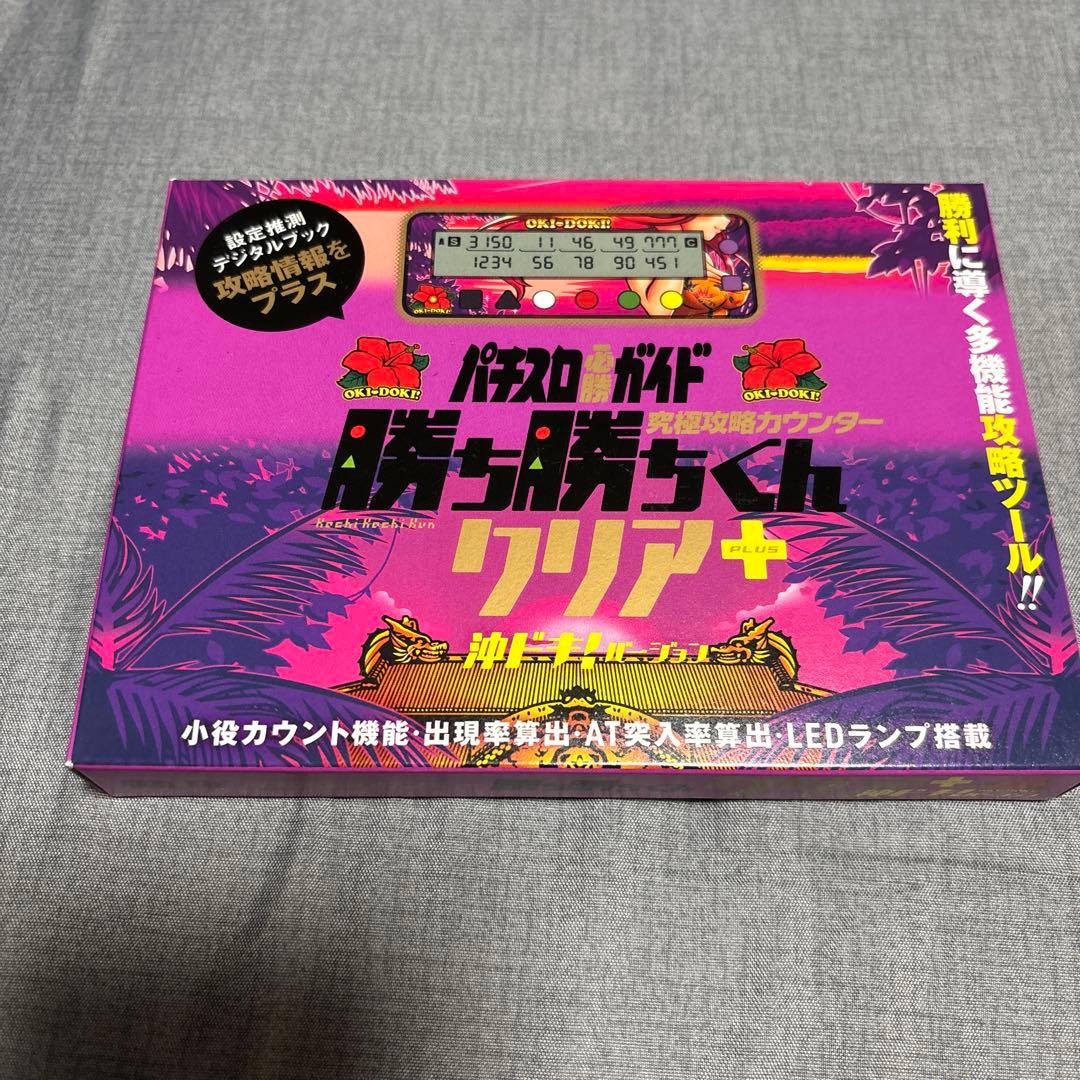 設定推測
デジタルブック
攻略情報を
プラス
OKI-DOKI!
S 3150 11 46 49 777 C
1234 56 78 90 451
OKI-DOKI!
勝利に導く多機能攻略ツール!!
パチスロ必勝ガイド
OKI-DOKI!
OKI-DOKI!
究極攻略カウンター
勝ち勝ちくん
Kachi Kachi Kun
クリア+
PLUS
沖ドキ!バージョン
小役カウント機能・出現率算出・AT突入率算出・LEDランプ搭載